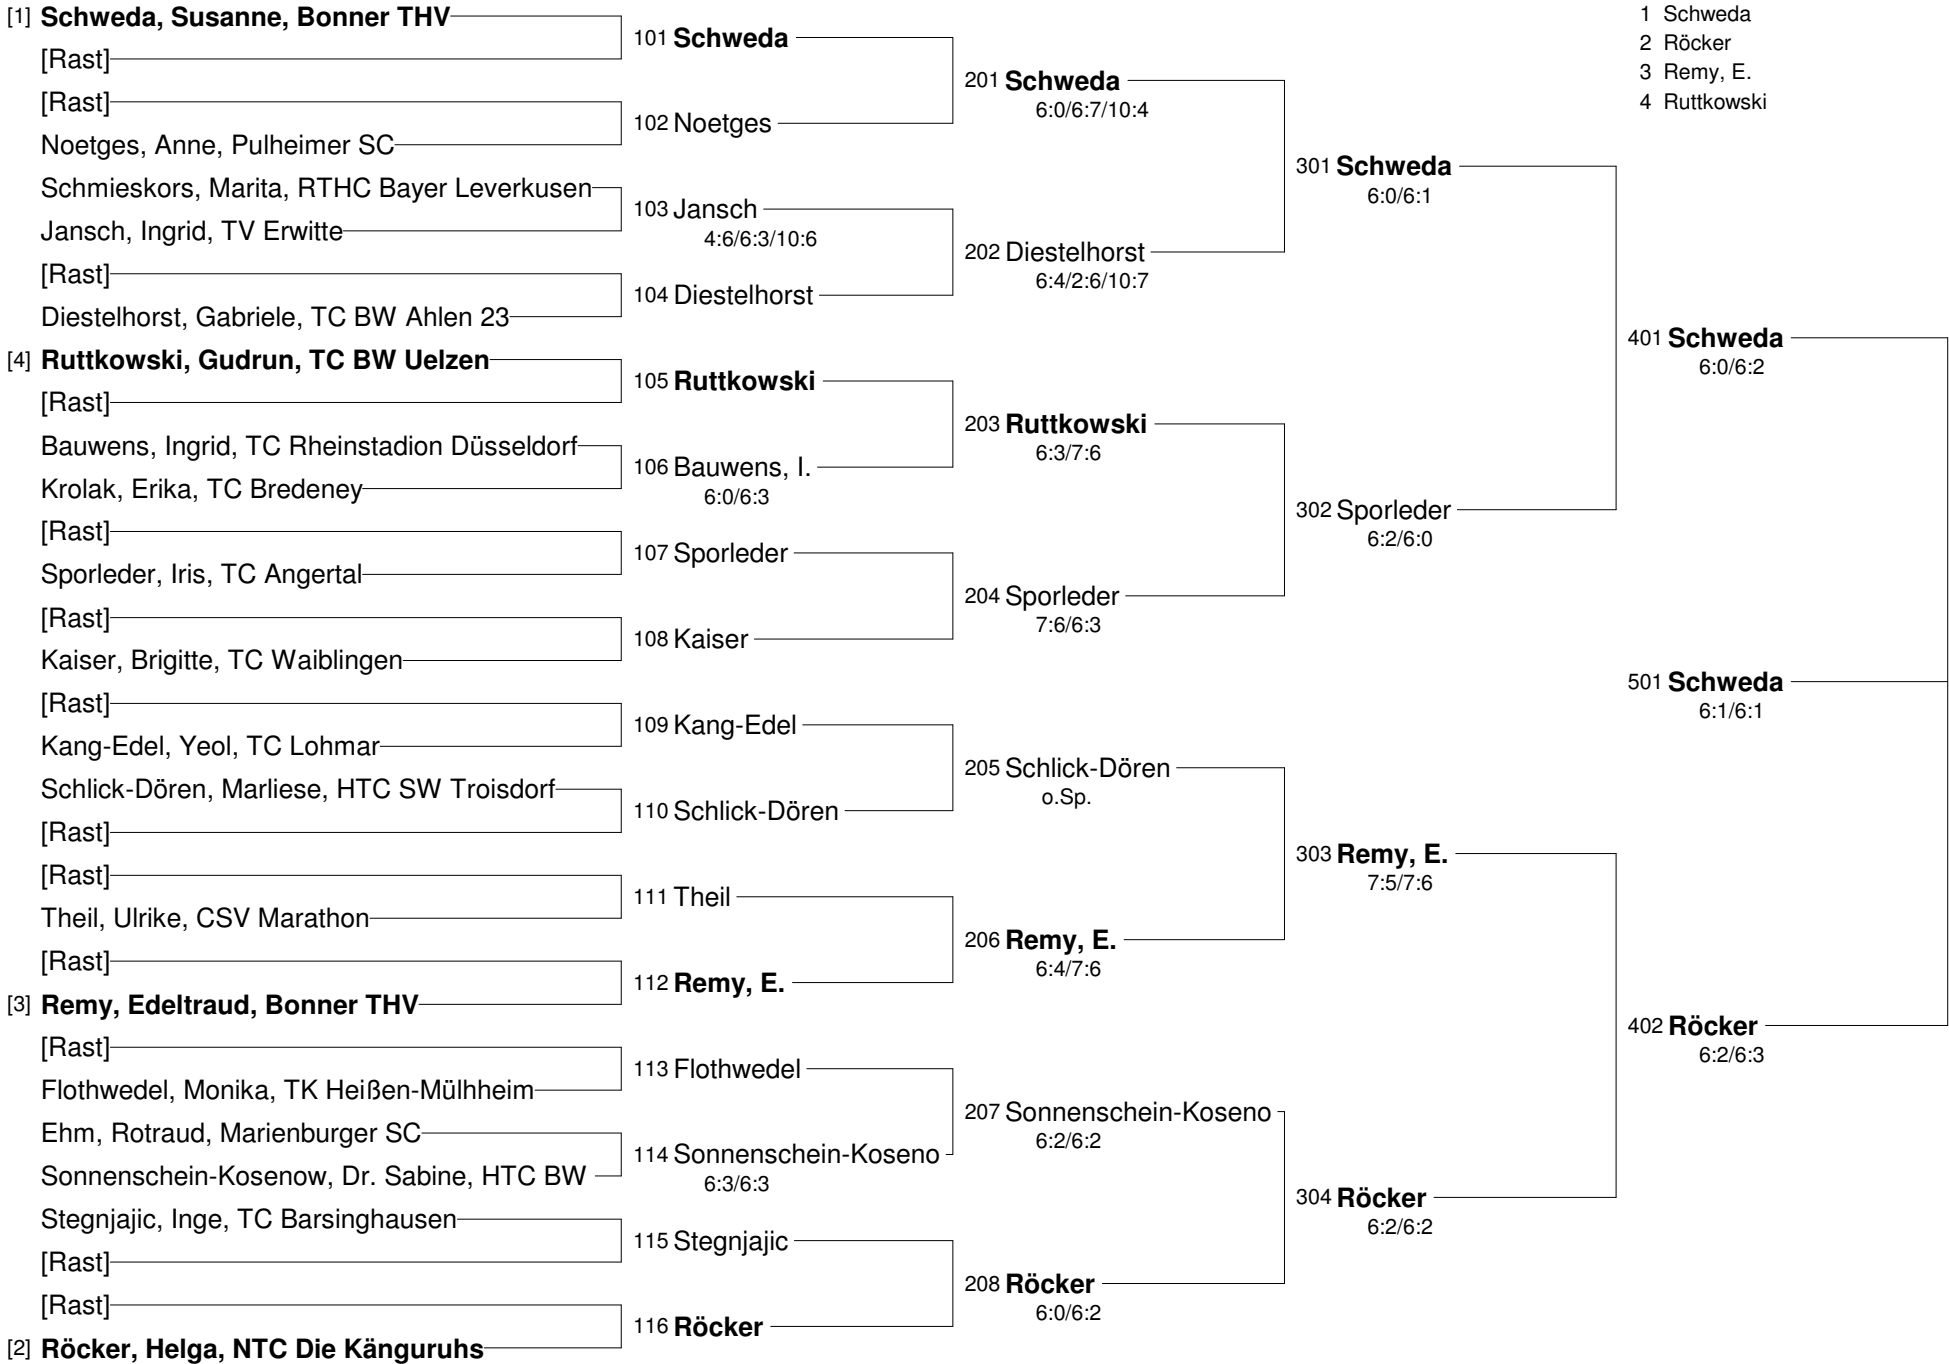 [1] Schweda, Susanne, Bonner THV
[Rast]
[Rast]
Noetges, Anne, Pulheimer SC
Schmieskors, Marita, RTHC Bayer Leverkusen
Jansch, Ingrid, TV Erwitte
[Rast]
Diestelhorst, Gabriele, TC BW Ahlen 23
[4] Ruttkowski, Gudrun, TC BW Uelzen
[Rast]
Bauwens, Ingrid, TC Rheinstadion Düsseldorf
Krolak, Erika, TC Bredeney
[Rast]
Sporleder, Iris, TC Angertal
[Rast]
Kaiser, Brigitte, TC Waiblingen
[Rast]
Kang-Edel, Yeol, TC Lohmar
Schlick-Dören, Marliese, HTC SW Troisdorf
[Rast]
[Rast]
Theil, Ulrike, CSV Marathon
[Rast]
[3] Remy, Edeltraud, Bonner THV
[Rast]
Flothwedel, Monika, TK Heißen-Mülhheim
Ehm, Rotraud, Marienburger SC
Sonnenschein-Kosenow, Dr. Sabine, HTC BW
Stegnjajic, Inge, TC Barsinghausen
[Rast]
[Rast]
[2] Röcker, Helga, NTC Die Känguruhs
101 Schweda
102 Noetges
103 Jansch
4:6/6:3/10:6
104 Diestelhorst
105 Ruttkowski
106 Bauwens, I.
6:0/6:3
107 Sporleder
108 Kaiser
109 Kang-Edel
110 Schlick-Dören
111 Theil
112 Remy, E.
113 Flothwedel
114 Sonnenschein-Koseno
6:3/6:3
115 Stegnjajic
116 Röcker
201 Schweda
6:0/6:7/10:4
202 Diestelhorst
6:4/2:6/10:7
203 Ruttkowski
6:3/7:6
204 Sporleder
7:6/6:3
205 Schlick-Dören
o.Sp.
206 Remy, E.
6:4/7:6
207 Sonnenschein-Koseno
6:2/6:2
208 Röcker
6:0/6:2
301 Schweda
6:0/6:1
302 Sporleder
6:2/6:0
303 Remy, E.
7:5/7:6
304 Röcker
6:2/6:2
401 Schweda
6:0/6:2
501 Schweda
6:1/6:1
402 Röcker
6:2/6:3
1 Schweda
2 Röcker
3 Remy, E.
4 Ruttkowski